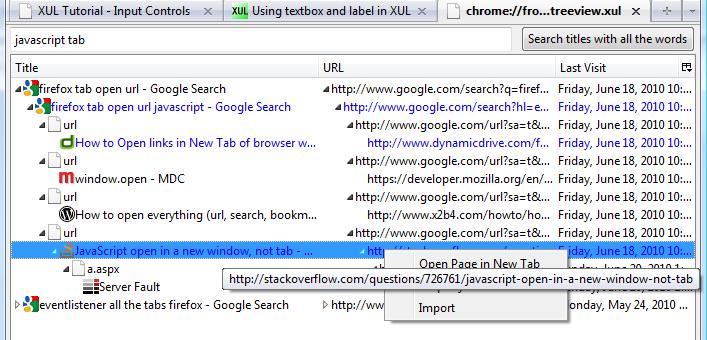 XUL Tutorial - Input Controls
Using textbox and label in XUL
chrome://fro...treeview.xul
javascript tab
Search titles with all the words
Title URL Last Visit
firefox tab open url - Google Search http://www.google.com/search?q=firef... Friday, June 18, 2010 10:...
firefox tab open url javascript - Google Search http://www.google.com/search?hl=e... Friday, June 18, 2010 10:...
url http://www.google.com/url?sa=t&... Friday, June 18, 2010 10:...
How to Open links in New Tab of browser w... http://www.dynamicdrive.com/f... Friday, June 18, 2010 10:...
url http://www.google.com/url?sa=t&... Friday, June 18, 2010 10:...
window.open - MDC https://developer.mozilla.org/en/... Friday, June 18, 2010 10:...
url http://www.google.com/url?sa=t&... Friday, June 18, 2010 10:...
How to open everything (url, search, bookm... http://www.x2b4.com/howto/ho... Friday, June 18, 2010 10:...
url http://www.google.com/url?sa=t&... Friday, June 18, 2010 10:...
JavaScript open in a new window, not tab - ... Friday, June 18, 2010 10:...
Open Page in New Tab
a.aspx
http://stackoverflow.com/questions/726761/javascript-open-in-a-new-window-not-tab
Server Fault
eventlistener all the tabs firefox - Google Search http://www. Monday, May 24, 2010 ...
Import